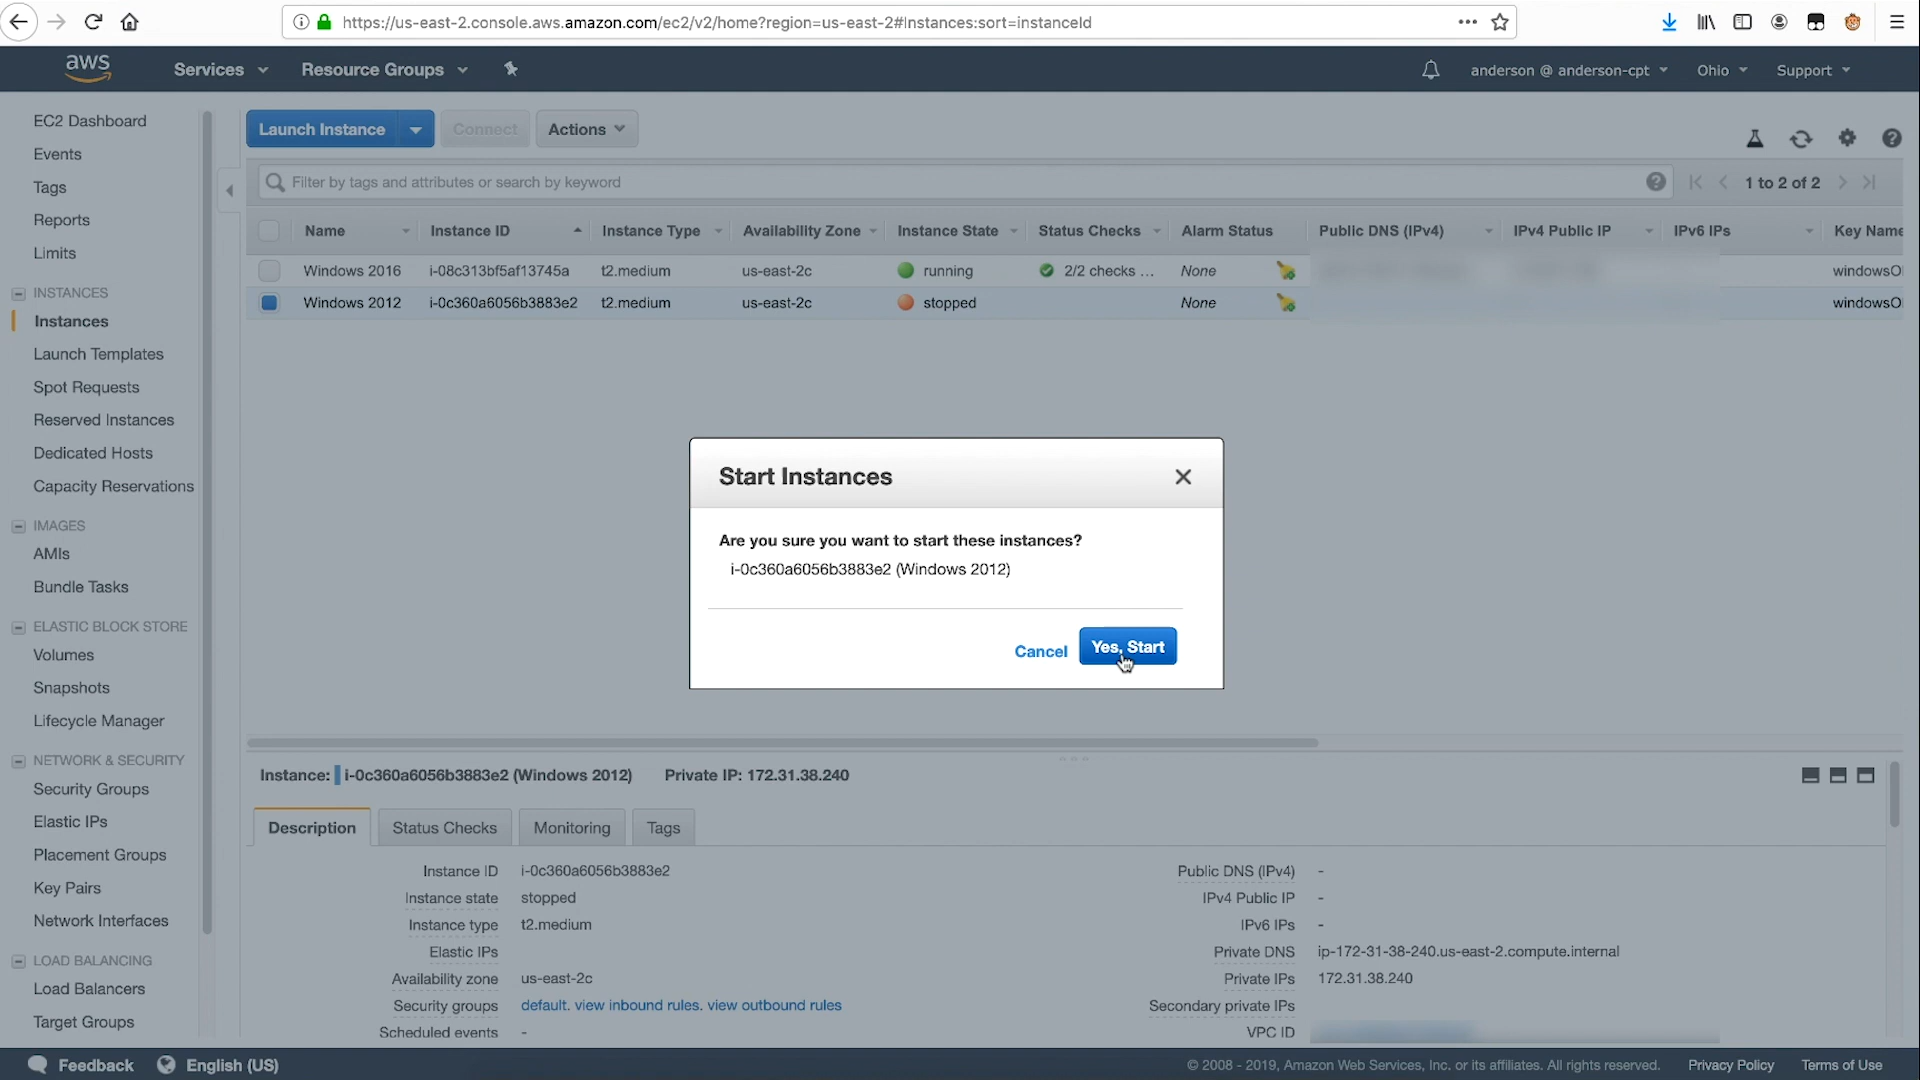 https://us-east-2.console.aws.amazon.com/ec2/v2/home?region=us-east-2#Instances:sort=instanceId
aws Services Resource Groups anderson @ anderson-cpt Ohio Support
EC2 Dashboard
Events
Tags
Reports
Limits
INSTANCES
Instances
Launch Templates
Spot Requests
Reserved Instances
Dedicated Hosts
Capacity Reservations
IMAGES
AMIs
Bundle Tasks
ELASTIC BLOCK STORE
Volumes
Snapshots
Lifecycle Manager
NETWORK & SECURITY
Security Groups
Elastic IPs
Placement Groups
Key Pairs
Network Interfaces
LOAD BALANCING
Load Balancers
Target Groups
Launch Instance Connect Actions
Filter by tags and attributes or search by keyword 1 to 2 of 2
Name Instance ID Instance Type Availability Zone Instance State Status Checks Alarm Status Public DNS (IPv4) IPv4 Public IP IPv6 IPs Key Name
Windows 2016 i-08c313bf5af13745a t2.medium us-east-2c running 2/2 checks ... None windowsO
Windows 2012 i-0c360a6056b3883e2 t2.medium us-east-2c stopped None windowsO
Start Instances
Are you sure you want to start these instances?
i-0c360a6056b3883e2 (Windows 2012)
Cancel Yes, Start
Instance: i-0c360a6056b3883e2 (Windows 2012) Private IP: 172.31.38.240
Description Status Checks Monitoring Tags
Instance ID i-0c360a6056b3883e2 Public DNS (IPv4) -
Instance state stopped IPv4 Public IP -
Instance type t2.medium IPv6 IPs -
Elastic IPs Private DNS ip-172-31-38-240.us-east-2.compute.internal
Availability zone us-east-2c Private IPs 172.31.38.240
Security groups default. view inbound rules. view outbound rules Secondary private IPs
Scheduled events - VPC ID
Feedback English (US) © 2008 - 2019, Amazon Web Services, Inc. or its affiliates. All rights reserved. Privacy Policy Terms of Use